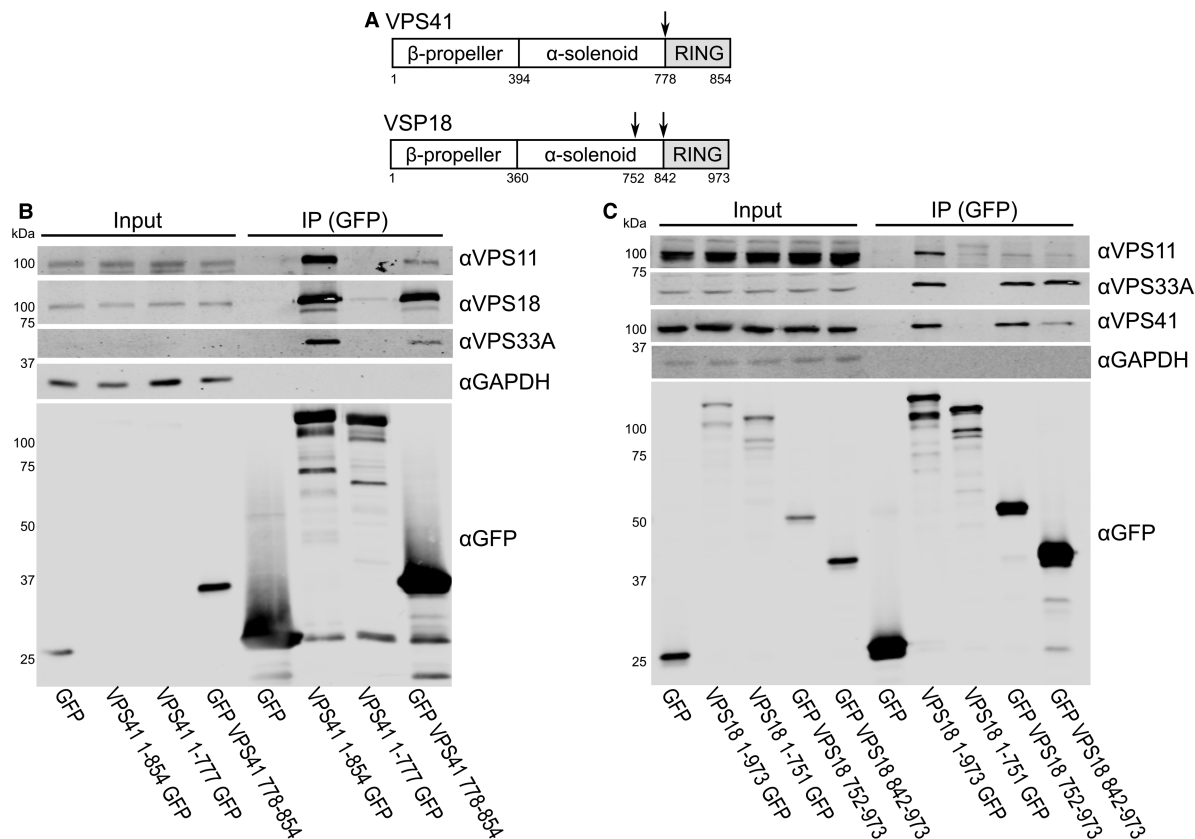 A VPS41
β-propeller α-solenoid RING
1 394 778 854
VSP18
β-propeller α-solenoid RING
1 360 752 842 973
B
Input IP (GFP)
kDa
100 αVPS11
100 αVPS18
75
αVPS33A
37
αGAPDH
100
75
50
αGFP
37
25
GFP
VPS41 1-854 GFP
VPS41 1-777 GFP
GFP VPS41 778-854
GFP
VPS41 1-854 GFP
VPS41 1-777 GFP
GFP VPS41 778-854
C
Input IP (GFP)
kDa
100 αVPS11
75
αVPS33A
100 αVPS41
37
αGAPDH
100
75
50
αGFP
37
25
GFP
VPS18 1-973 GFP
VPS18 1-751 GFP
GFP VPS18 752-973
GFP VPS18 842-973
GFP
VPS18 1-973 GFP
VPS18 1-751 GFP
GFP VPS18 752-973
GFP VPS18 842-973